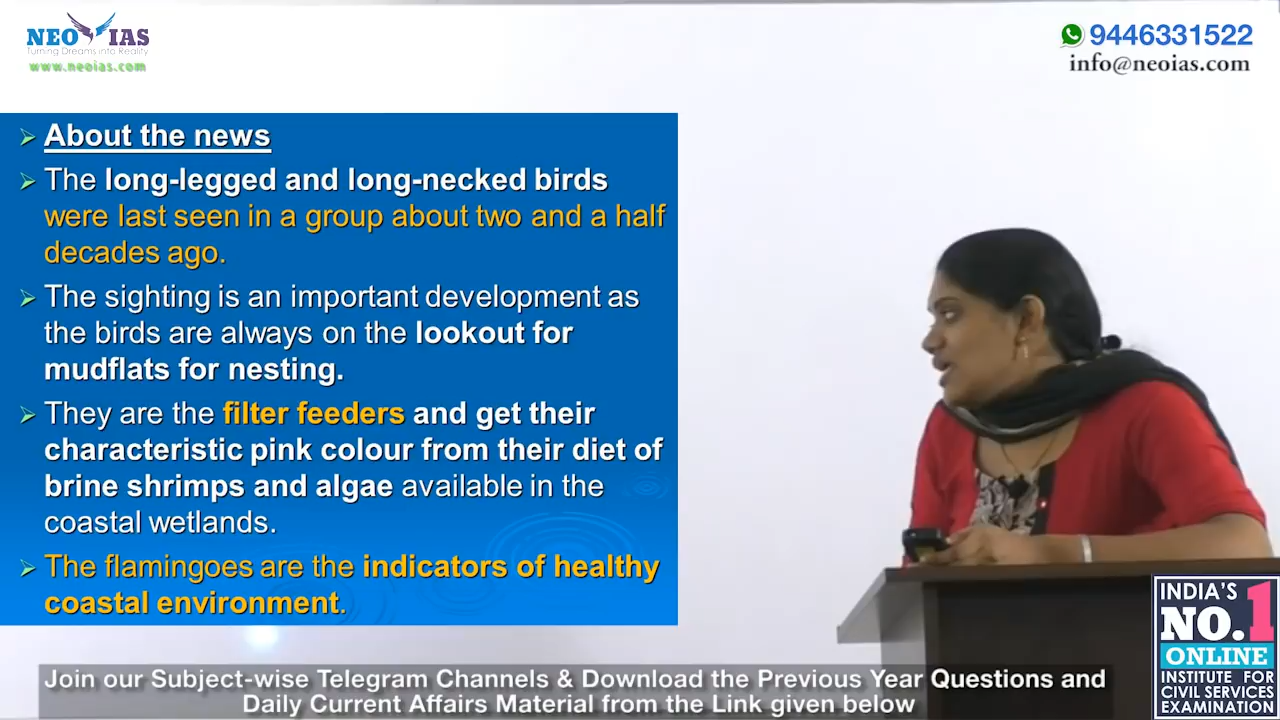 NEO IAS
Turning Dreams into Reality
www.neoias.com
9446331522
info@neoias.com
About the news
The long-legged and long-necked birds
were last seen in a group about two and a half
decades ago.
The sighting is an important development as
the birds are always on the lookout for
mudflats for nesting.
They are the filter feeders and get their
characteristic pink colour from their diet of
brine shrimps and algae available in the
coastal wetlands.
The flamingoes are the indicators of healthy
coastal environment.
INDIA'S
NO.1
ONLINE
INSTITUTE FOR
CIVIL SERVICES
EXAMINATION
Join our Subject-wise Telegram Channels & Download the Previous Year Questions and
Daily Current Affairs Material from the Link given below